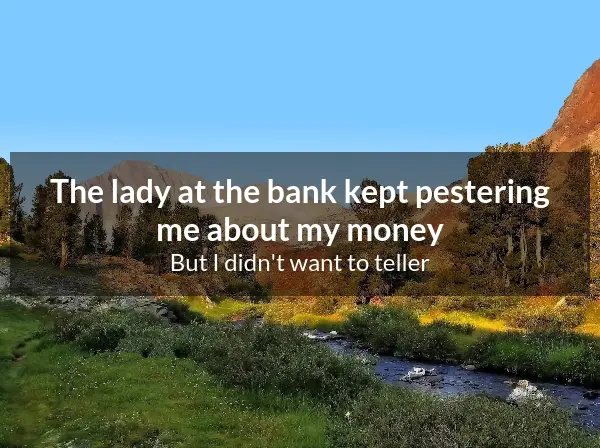 The lady at the bank kept pestering
me about my money
But I didn't want to teller